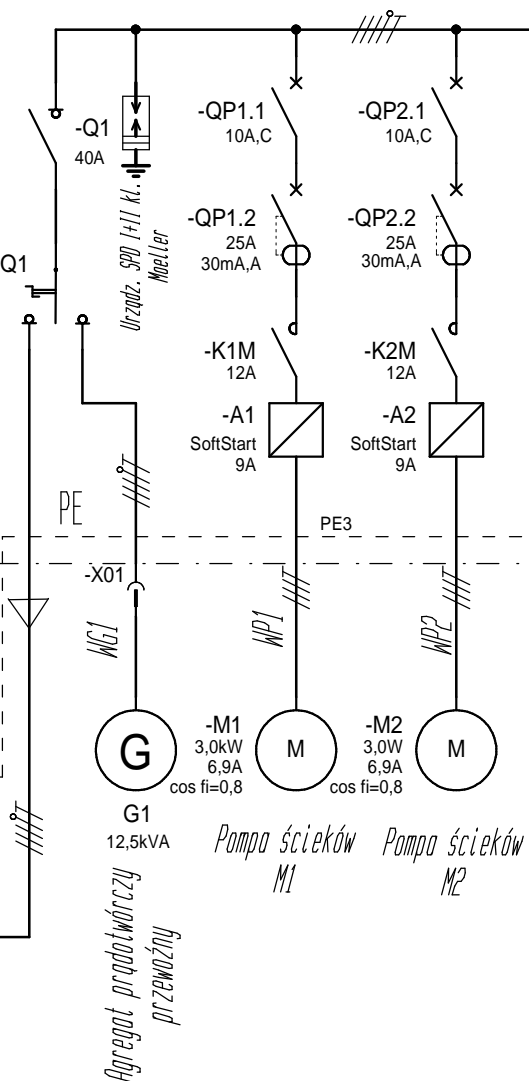 -Q1
40A
Q1
Urządz. SPD I+II kl.
Moeller
-QP1.1
10A,C
-QP1.2
25A
30mA,A
-K1M
12A
-A1
SoftStart
9A
-QP2.1
10A,C
-QP2.2
25A
30mA,A
-K2M
12A
-A2
SoftStart
9A
PE
PE3
-X01
WG1
WP1
WP2
G
G1
12,5kVA
Agregat prądotwórczy
przewoźny
-M1
3,0kW
6,9A
cos fi=0,8
M
Pompa ścieków
M1
-M2
3,0W
6,9A
cos fi=0,8
M
Pompa ścieków
M2